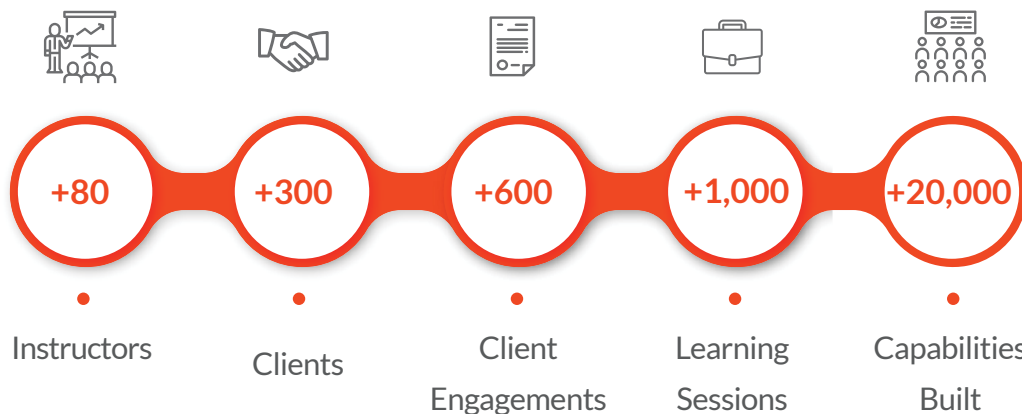 +80
+300
+600
+1,000
+20,000
Instructors
Clients
Client
Engagements
Learning
Sessions
Capabilities
Built